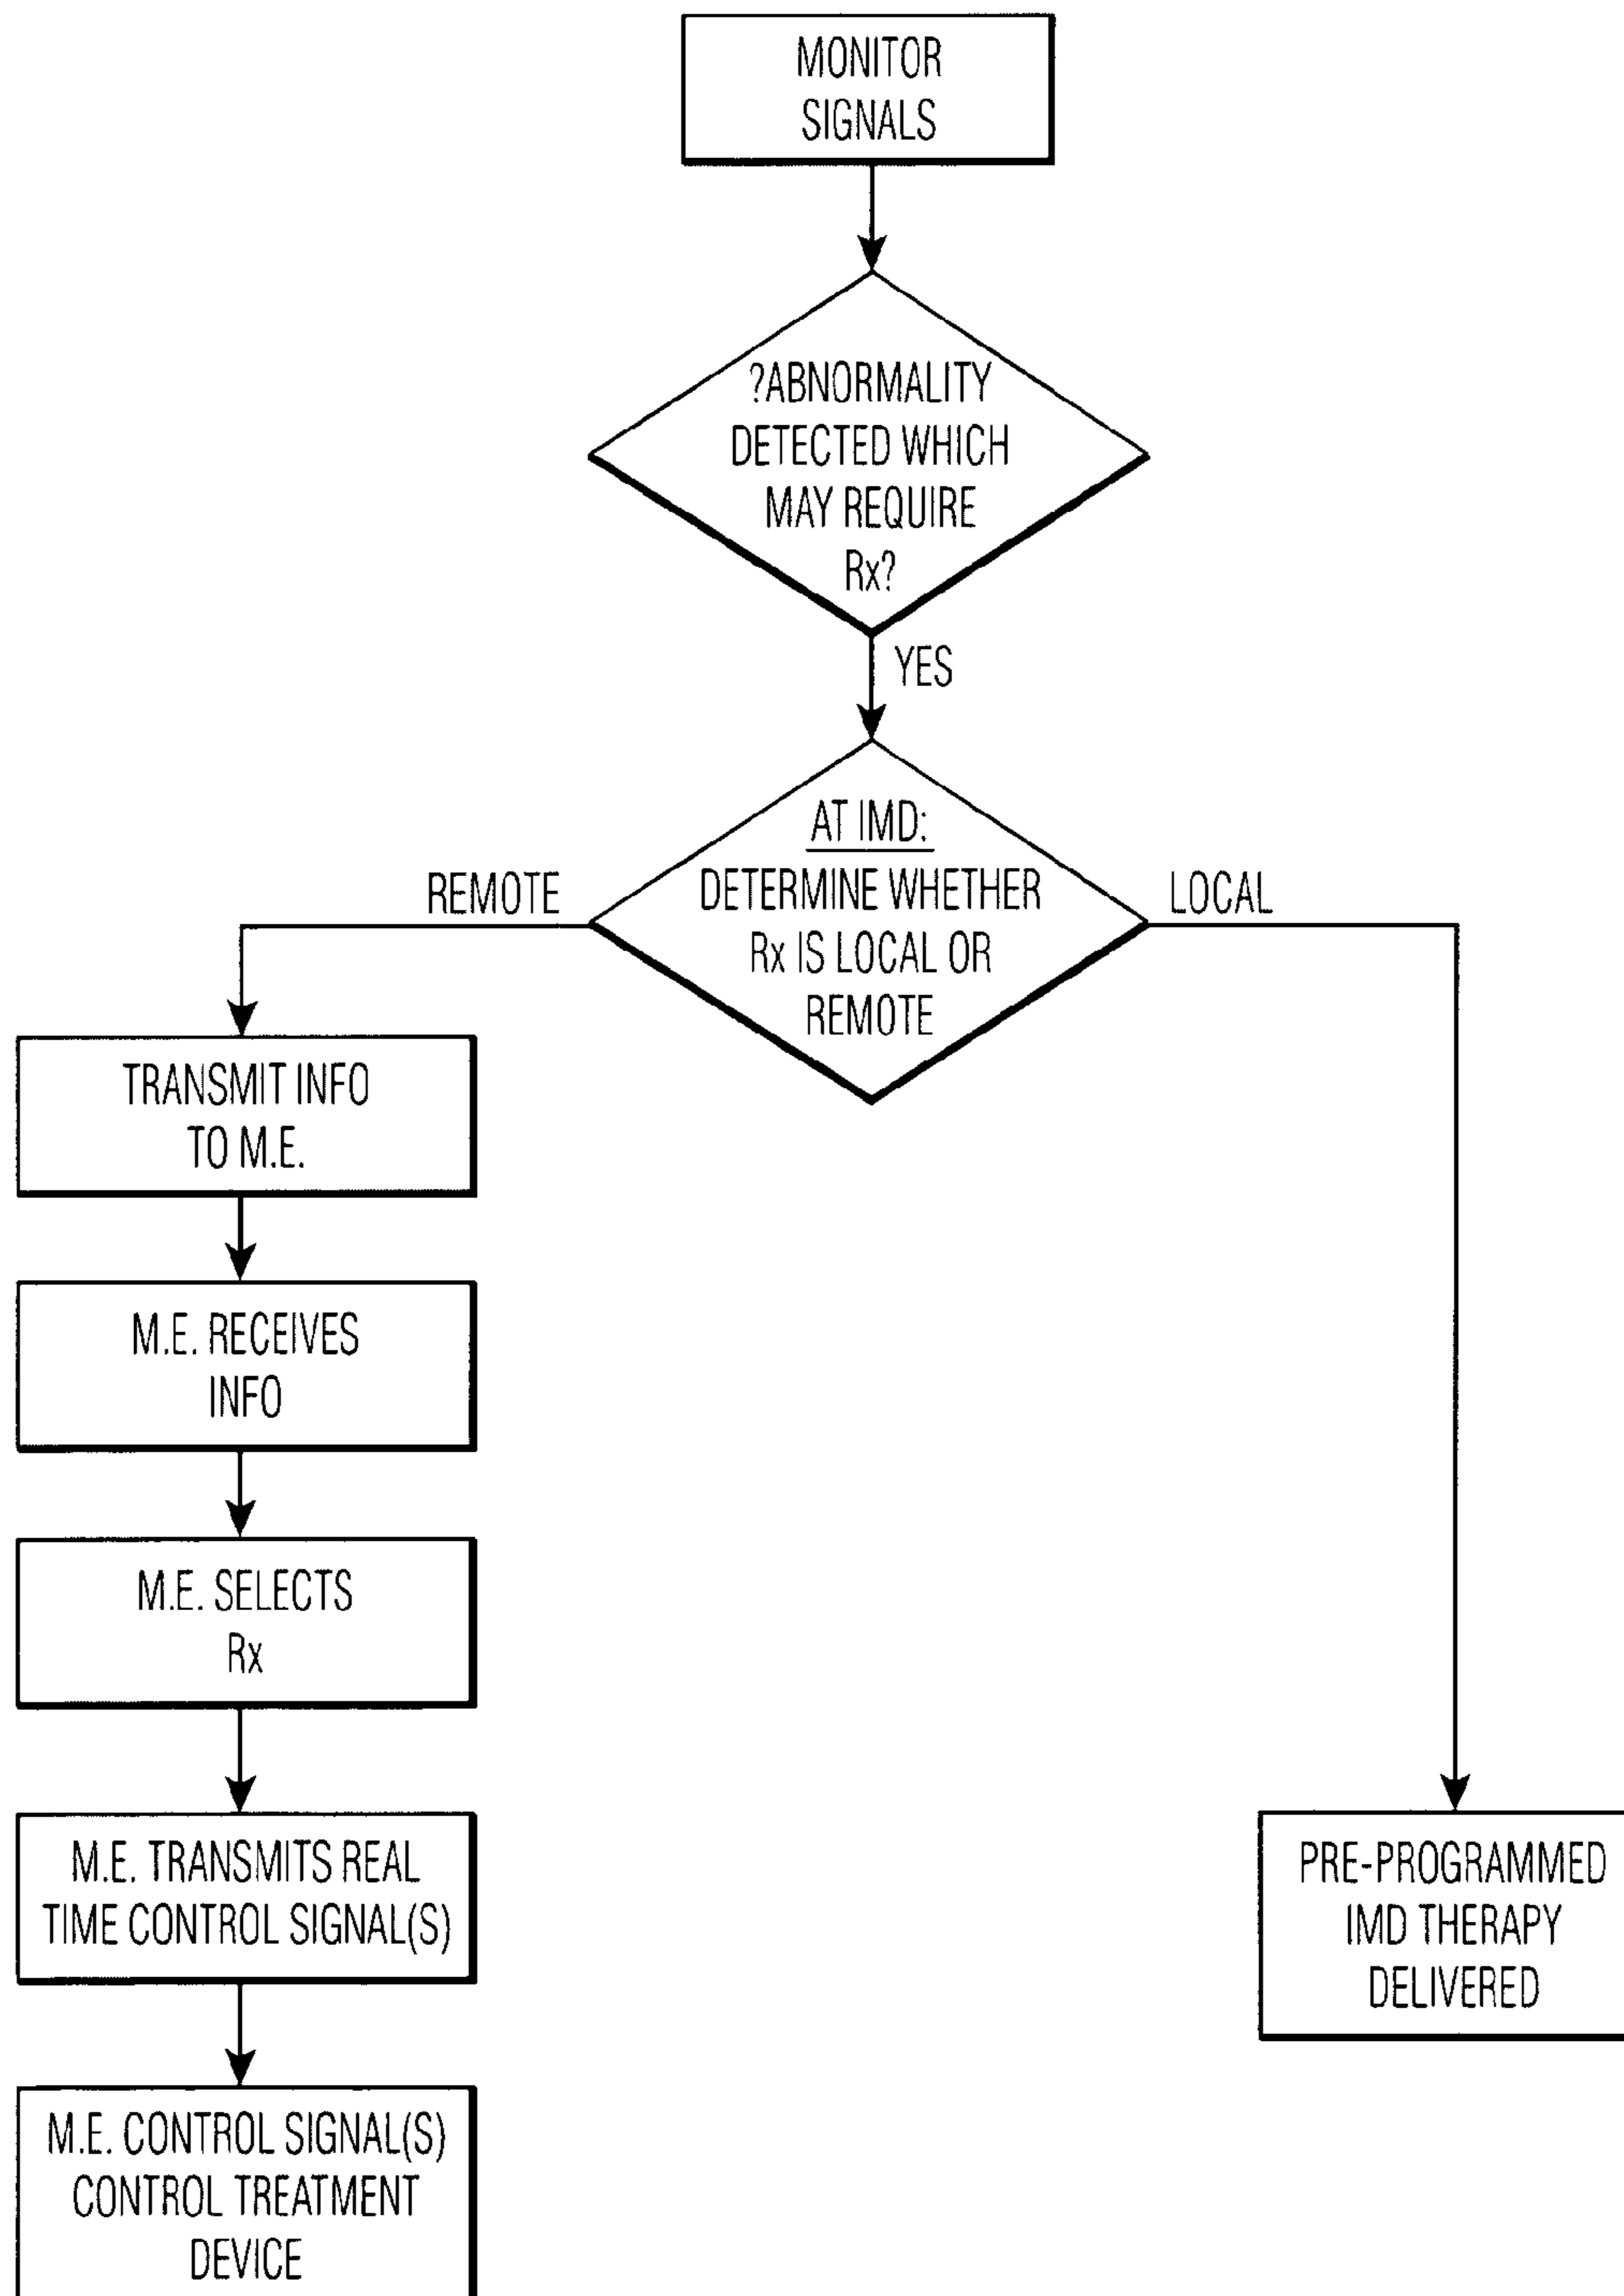 MONITOR
SIGNALS
?ABNORMALITY
DETECTED WHICH
MAY REQUIRE
Rx?
YES
AT IMD:
DETERMINE WHETHER
Rx IS LOCAL OR
REMOTE
REMOTE
LOCAL
TRANSMIT INFO
TO M.E.
M.E. RECEIVES
INFO
M.E. SELECTS
Rx
M.E. TRANSMITS REAL
TIME CONTROL SIGNAL(S)
M.E. CONTROL SIGNAL(S)
CONTROL TREATMENT
DEVICE
PRE-PROGRAMMED
IMD THERAPY
DELIVERED